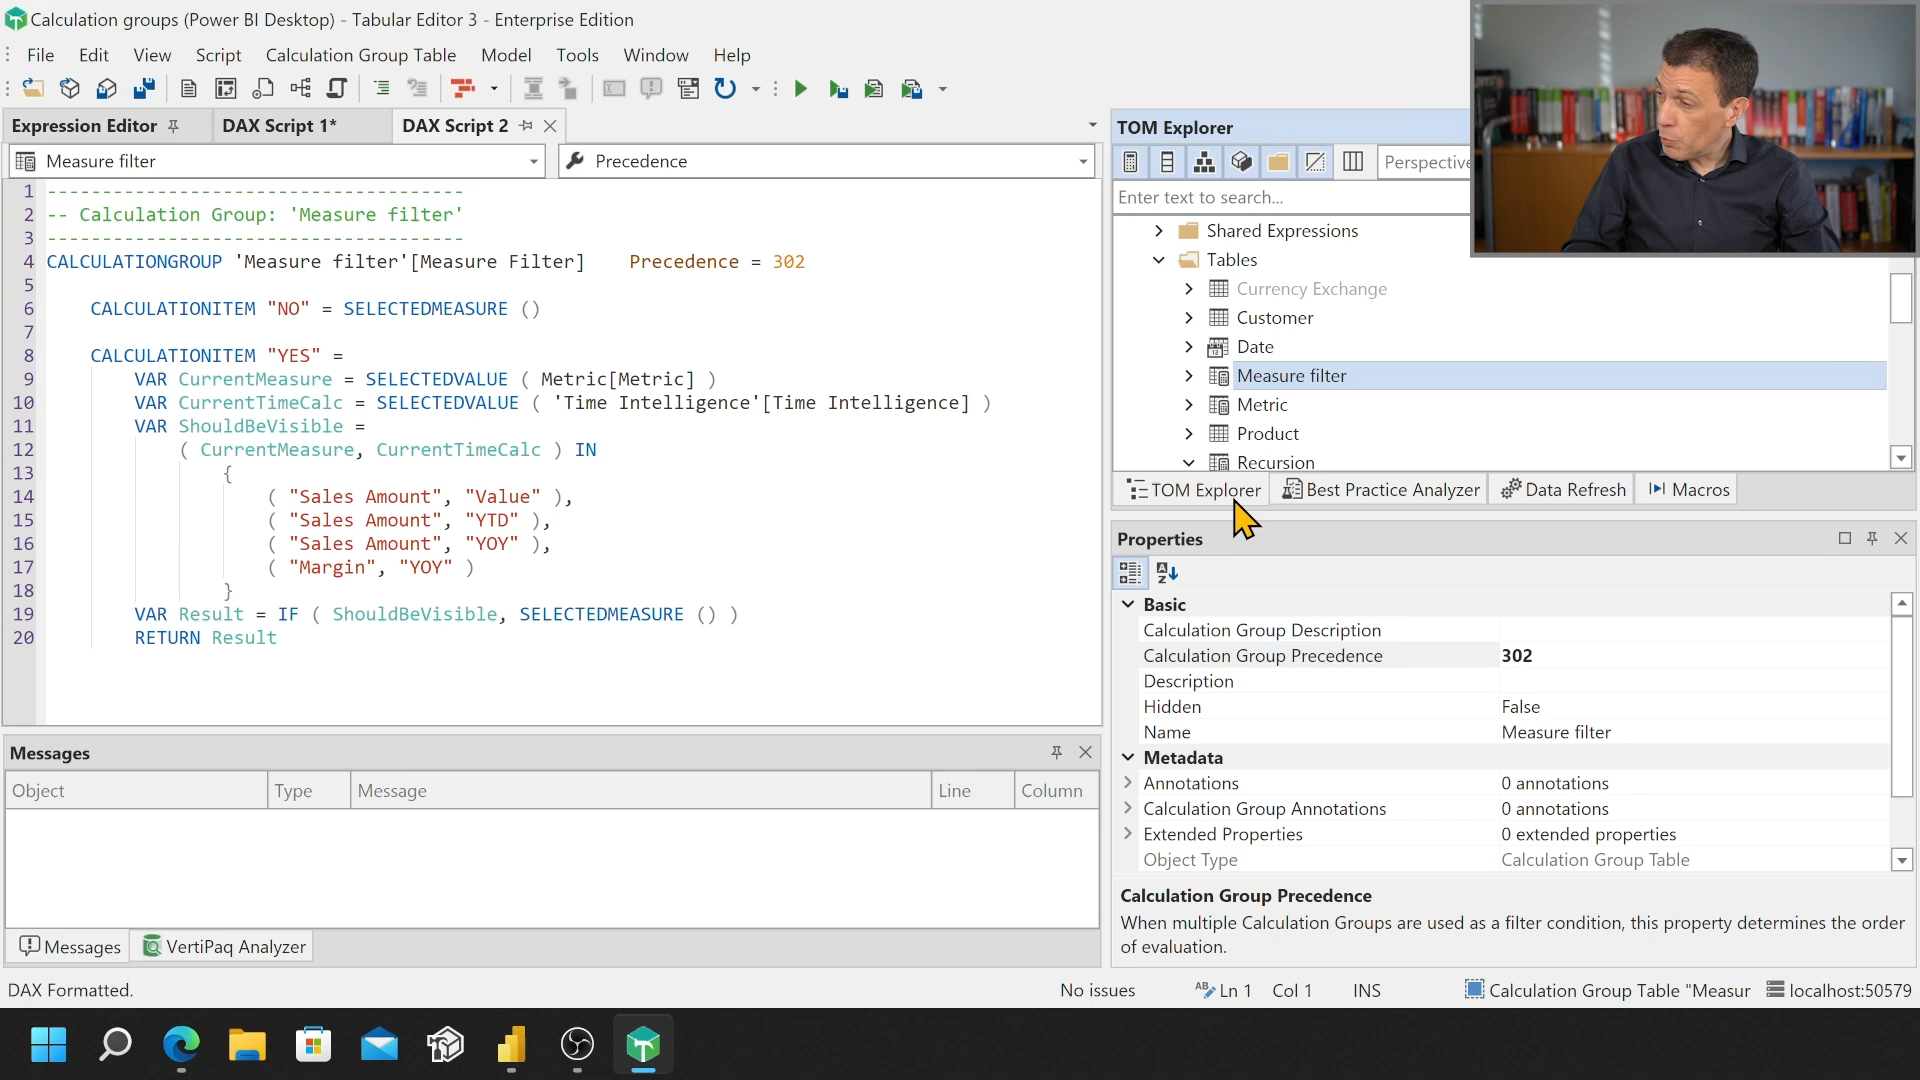 Calculation groups (Power BI Desktop) - Tabular Editor 3 - Enterprise Edition
File Edit View Script Calculation Group Table Model Tools Window Help
Expression Editor DAX Script 1* DAX Script 2
Measure filter Precedence
1 ---------------------------------------
2 -- Calculation Group: 'Measure filter'
3 ---------------------------------------
4 CALCULATIONGROUP 'Measure filter'[Measure Filter] Precedence = 302
5
6 CALCULATIONITEM "NO" = SELECTEDMEASURE ()
7
8 CALCULATIONITEM "YES" =
9 VAR CurrentMeasure = SELECTEDVALUE ( Metric[Metric] )
10 VAR CurrentTimeCalc = SELECTEDVALUE ( 'Time Intelligence'[Time Intelligence] )
11 VAR ShouldBeVisible =
12 ( CurrentMeasure, CurrentTimeCalc ) IN
13 {
14 ( "Sales Amount", "Value" ),
15 ( "Sales Amount", "YTD" ),
16 ( "Sales Amount", "YOY" ),
17 ( "Margin", "YOY" )
18 }
19 VAR Result = IF ( ShouldBeVisible, SELECTEDMEASURE () )
20 RETURN Result
Messages
Object Type Message Line Column
Messages VertiPaq Analyzer
TOM Explorer
Perspective
Enter text to search...
Shared Expressions
Tables
Currency Exchange
Customer
Date
Measure filter
Metric
Product
Recursion
TOM Explorer Best Practice Analyzer Data Refresh Macros
Properties
Basic
Calculation Group Description
Calculation Group Precedence 302
Description
Hidden False
Name Measure filter
Metadata
Annotations 0 annotations
Calculation Group Annotations 0 annotations
Extended Properties 0 extended properties
Object Type Calculation Group Table
Calculation Group Precedence
When multiple Calculation Groups are used as a filter condition, this property determines the order
of evaluation.
DAX Formatted. No issues Ln 1 Col 1 INS Calculation Group Table "Measur localhost:50579